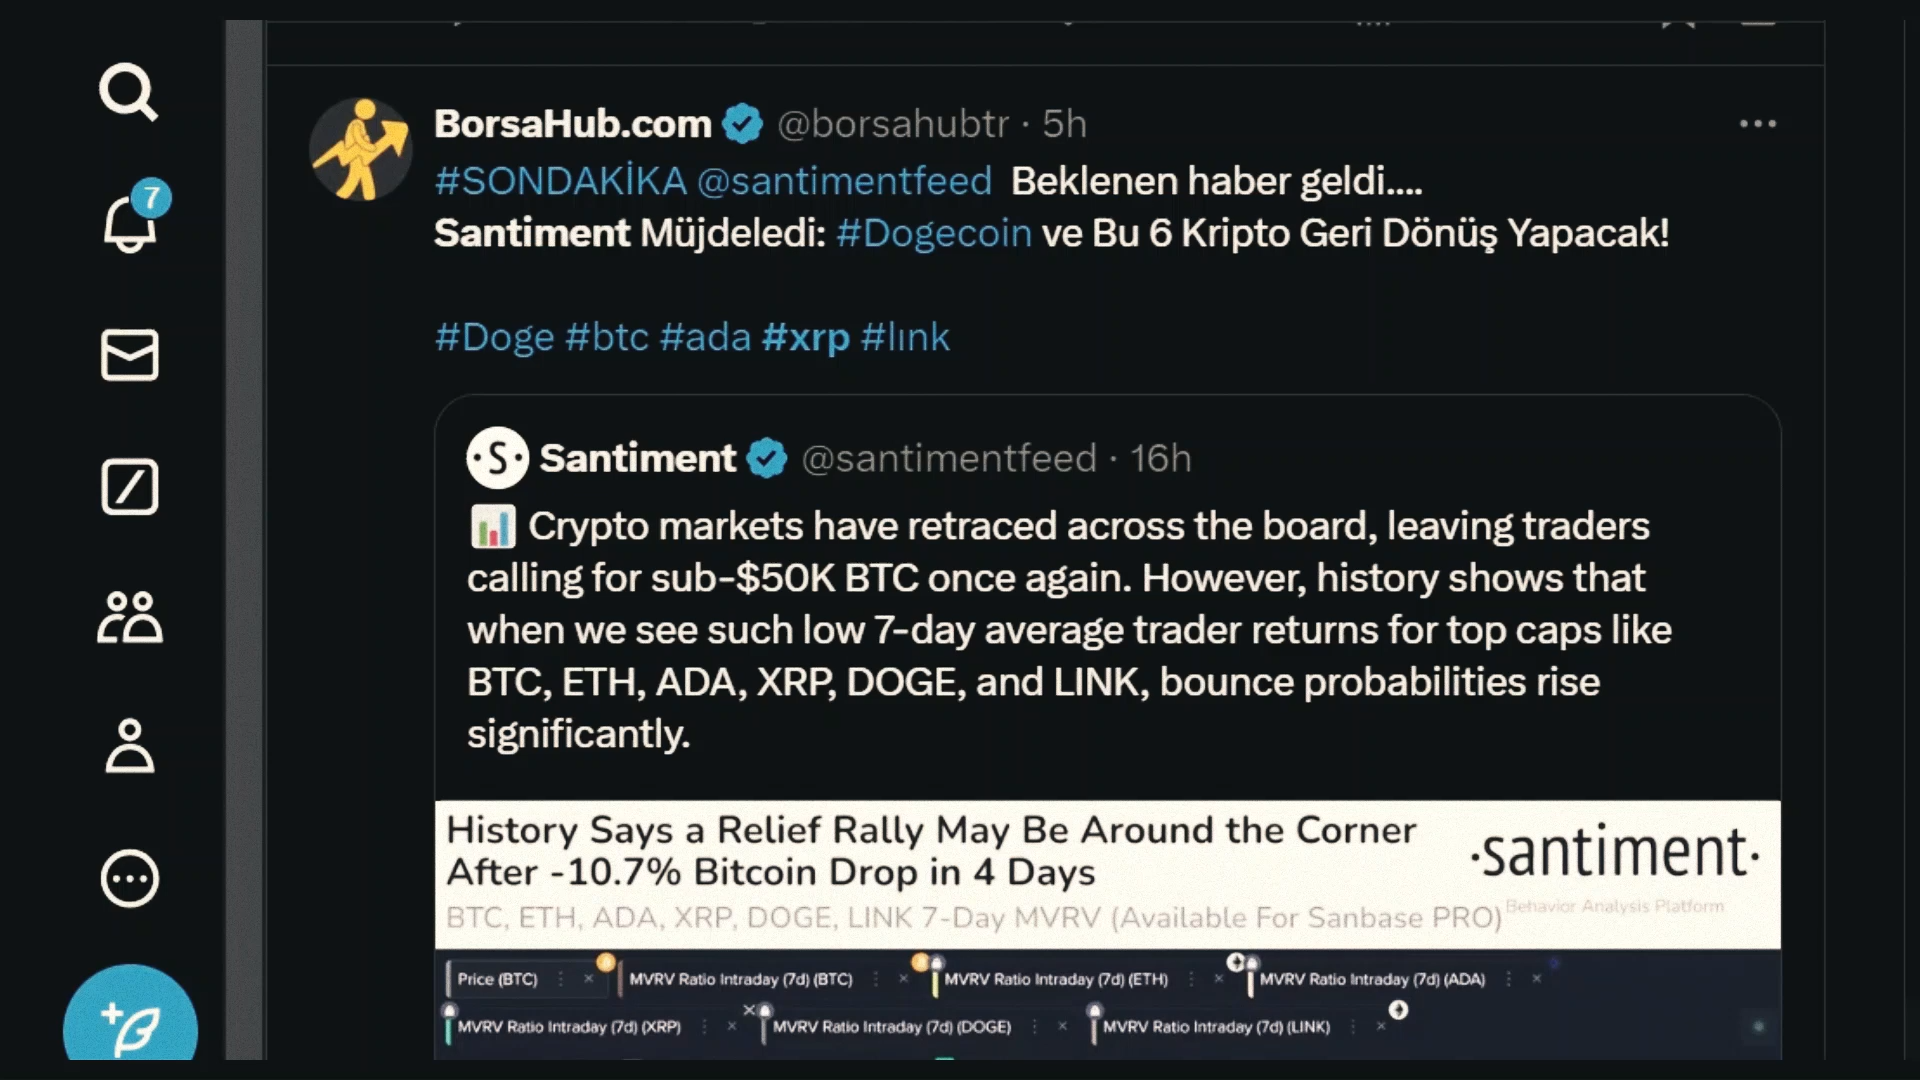 7
BorsaHub.com @borsahubtr · 5h
#SONDAKİKA @santimentfeed Beklenen haber geldi....
Santiment Müjdeledi: #Dogecoin ve Bu 6 Kripto Geri Dönüş Yapacak!
#Doge #btc #ada #xrp #lınk
·S· Santiment @santimentfeed · 16h
Crypto markets have retraced across the board, leaving traders
calling for sub-$50K BTC once again. However, history shows that
when we see such low 7-day average trader returns for top caps like
BTC, ETH, ADA, XRP, DOGE, and LINK, bounce probabilities rise
significantly.
History Says a Relief Rally May Be Around the Corner
After -10.7% Bitcoin Drop in 4 Days
BTC, ETH, ADA, XRP, DOGE, LINK 7-Day MVRV (Available For Sanbase PRO)
·santiment·
Behavior Analysis Platform
Price (BTC) MVRV Ratio Intraday (7d) (BTC) MVRV Ratio Intraday (7d) (ETH) MVRV Ratio Intraday (7d) (ADA)
MVRV Ratio Intraday (7d) (XRP) MVRV Ratio Intraday (7d) (DOGE) MVRV Ratio Intraday (7d) (LINK)